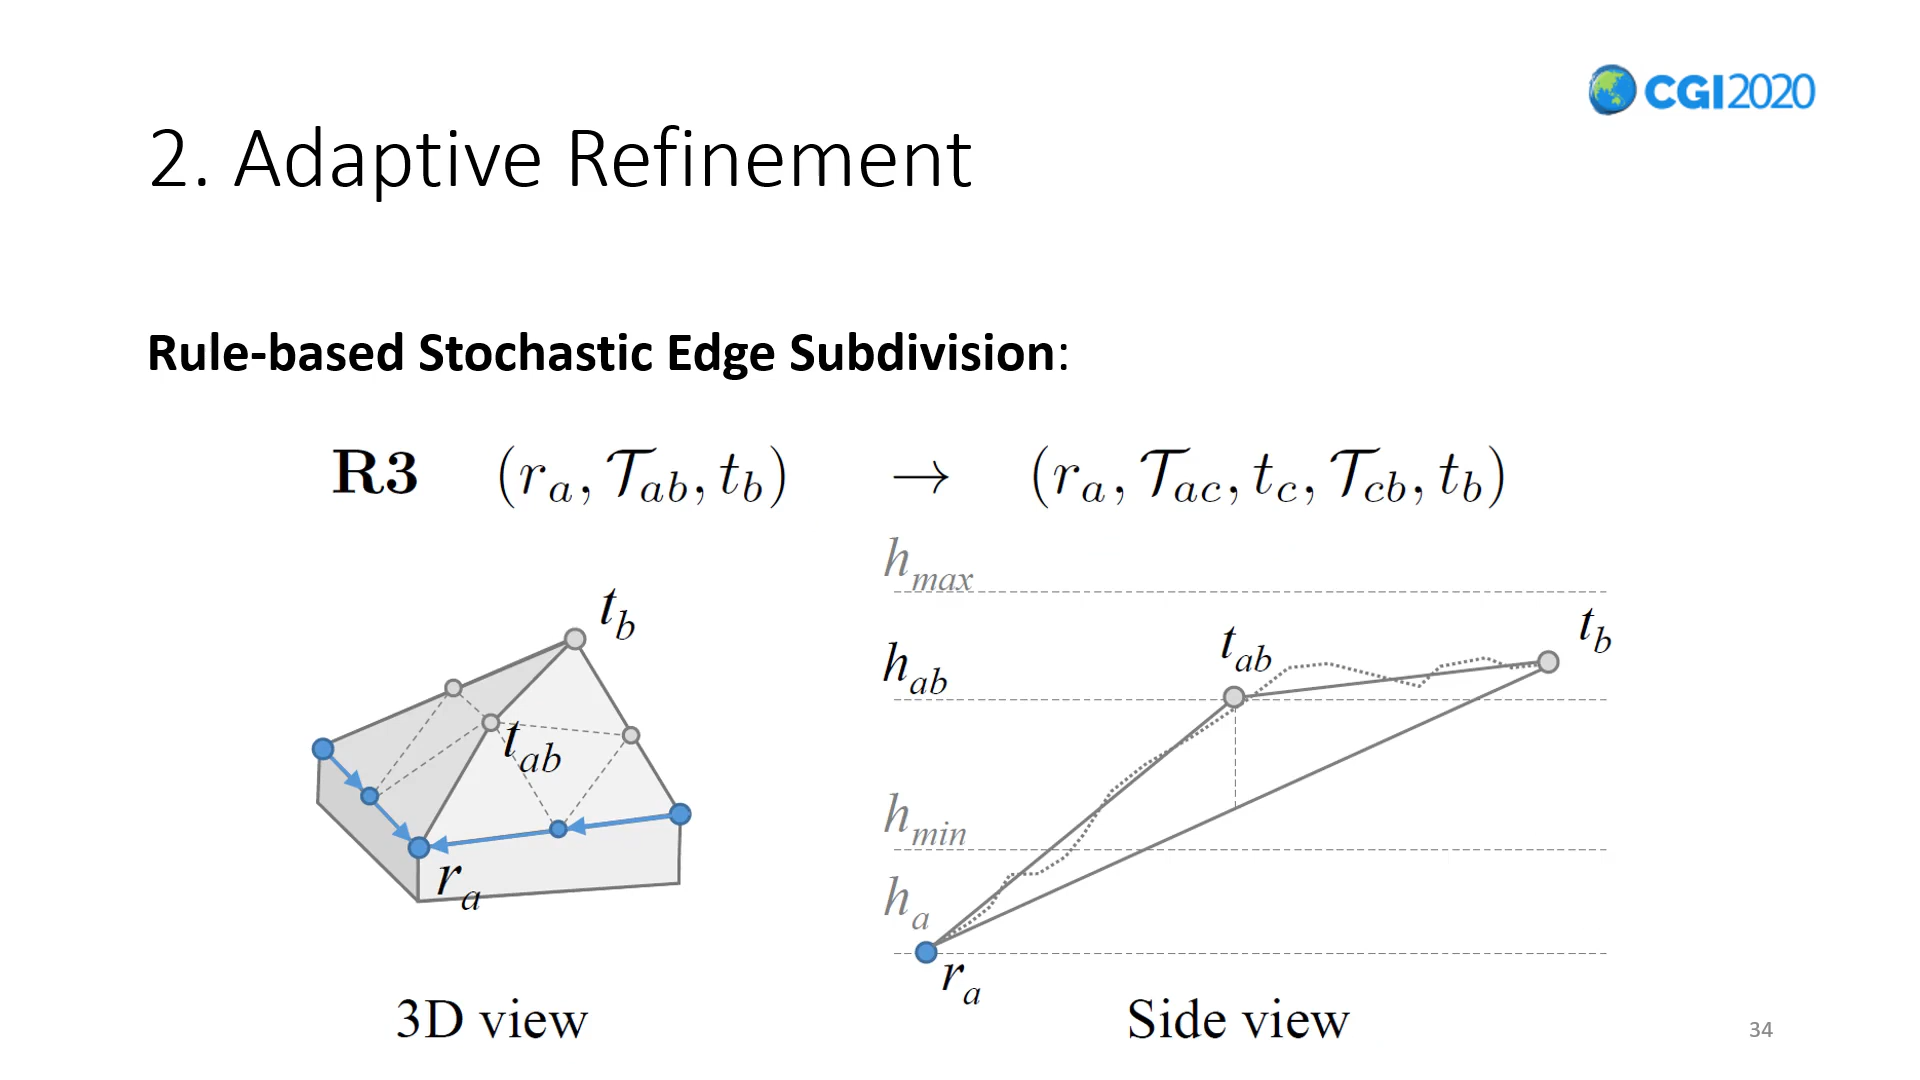 CGI2020
2. Adaptive Refinement
Rule-based Stochastic Edge Subdivision:
R3 (r_a, 𝒯_ab, t_b) → (r_a, 𝒯_ac, t_c, 𝒯_cb, t_b)
h_max
t_b
t_b
t_ab
h_ab
t_ab
h_min
r_a
h_a
r_a
3D view
Side view
34